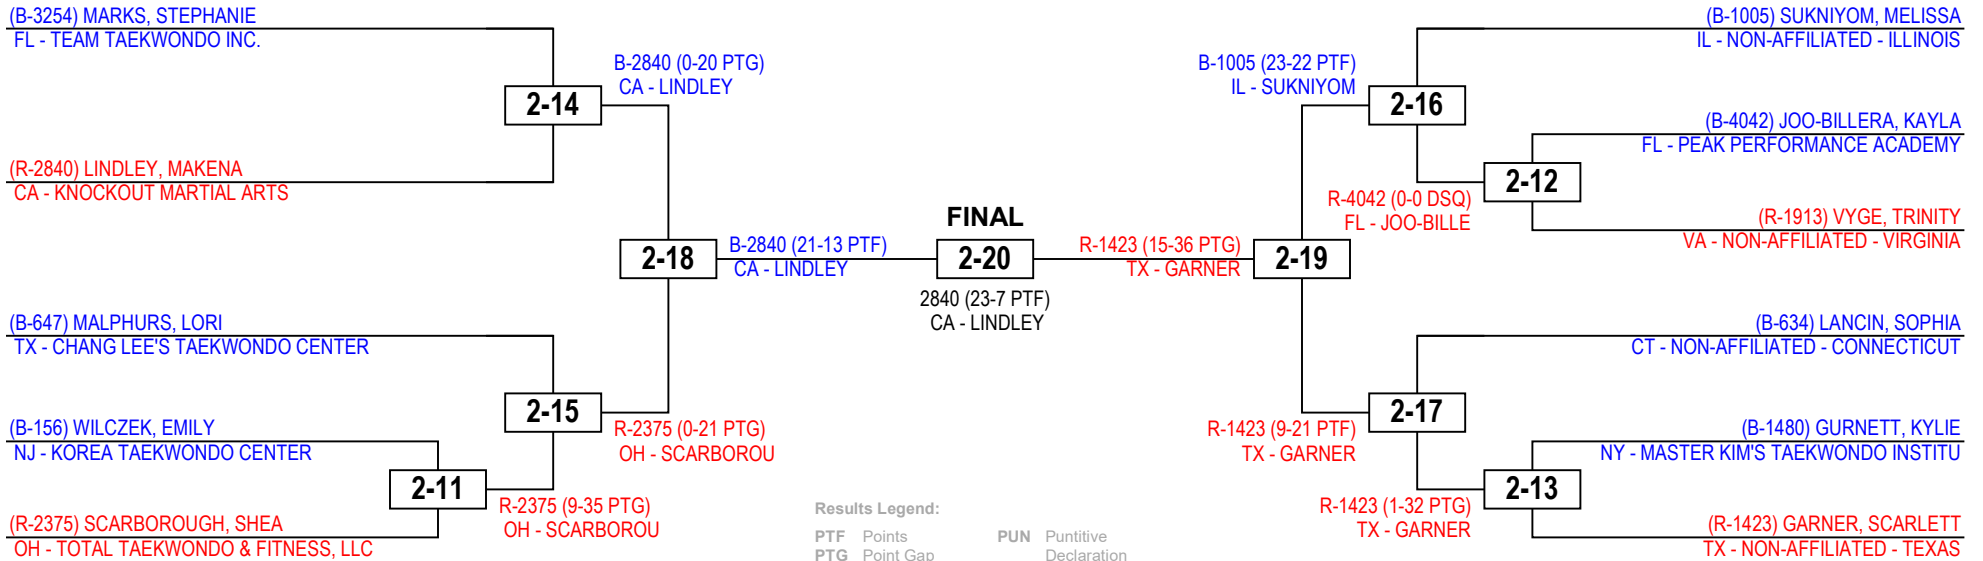 (B-3254) MARKS, STEPHANIE
FL - TEAM TAEKWONDO INC.
B-2840 (0-20 PTG)
CA - LINDLEY
2-14
(R-2840) LINDLEY, MAKENA
CA - KNOCKOUT MARTIAL ARTS
2-18
B-2840 (21-13 PTF)
CA - LINDLEY
(B-647) MALPHURS, LORI
TX - CHANG LEE'S TAEKWONDO CENTER
2-15
R-2375 (0-21 PTG)
OH - SCARBOROU
(B-156) WILCZEK, EMILY
NJ - KOREA TAEKWONDO CENTER
2-11
R-2375 (9-35 PTG)
OH - SCARBOROU
(R-2375) SCARBOROUGH, SHEA
OH - TOTAL TAEKWONDO & FITNESS, LLC
FINAL
2-20
2840 (23-7 PTF)
CA - LINDLEY
(B-1005) SUKNIYOM, MELISSA
IL - NON-AFFILIATED - ILLINOIS
B-1005 (23-22 PTF)
IL - SUKNIYOM
2-16
(B-4042) JOO-BILLERA, KAYLA
FL - PEAK PERFORMANCE ACADEMY
2-12
R-4042 (0-0 DSQ)
FL - JOO-BILLE
(R-1913) VYGE, TRINITY
VA - NON-AFFILIATED - VIRGINIA
R-1423 (15-36 PTG)
TX - GARNER
2-19
(B-634) LANCIN, SOPHIA
CT - NON-AFFILIATED - CONNECTICUT
2-17
R-1423 (9-21 PTF)
TX - GARNER
(B-1480) GURNETT, KYLIE
NY - MASTER KIM'S TAEKWONDO INSTITU
2-13
R-1423 (1-32 PTG)
TX - GARNER
(R-1423) GARNER, SCARLETT
TX - NON-AFFILIATED - TEXAS
Results Legend:
PTF Points
PTG Point Gap
PUN Puntitive
Declaration